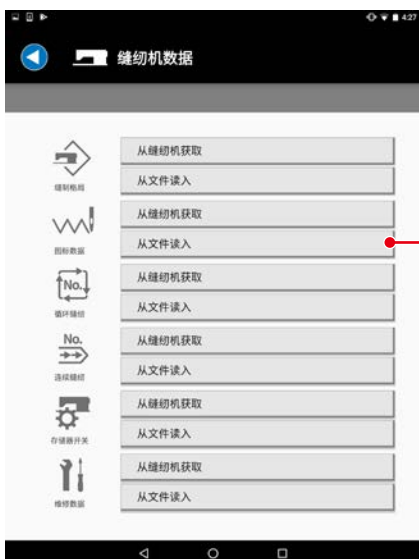 4:27
缝纫机数据
从缝纫机获取
从文件读入
缝制格局
从缝纫机获取
从文件读入
图标数据
从缝纫机获取
No.
从文件读入
循环缝纫
No.
从缝纫机获取
从文件读入
连续缝纫
从缝纫机获取
从文件读入
存储器开关
从缝纫机获取
从文件读入
维修数据